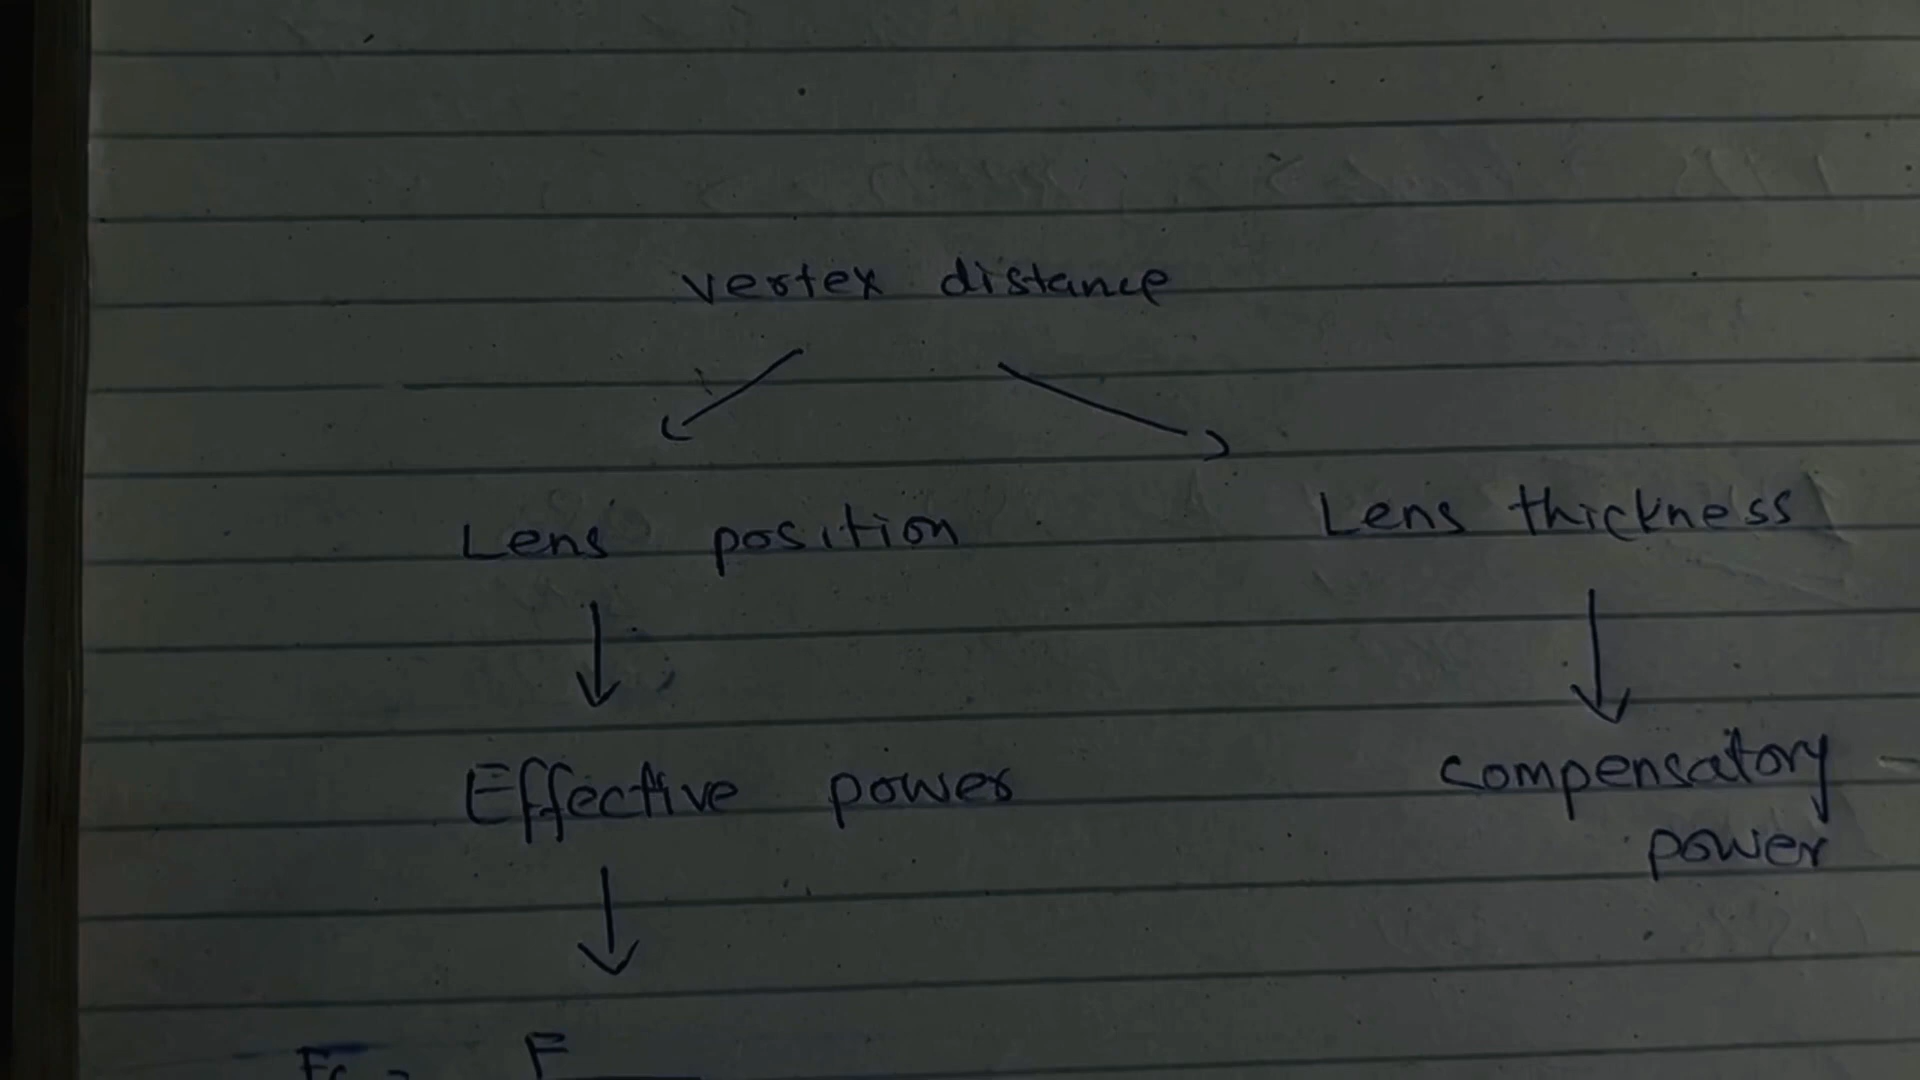 vertex distance
Lens position
Lens thickness
Effective power
compensatory
power
F